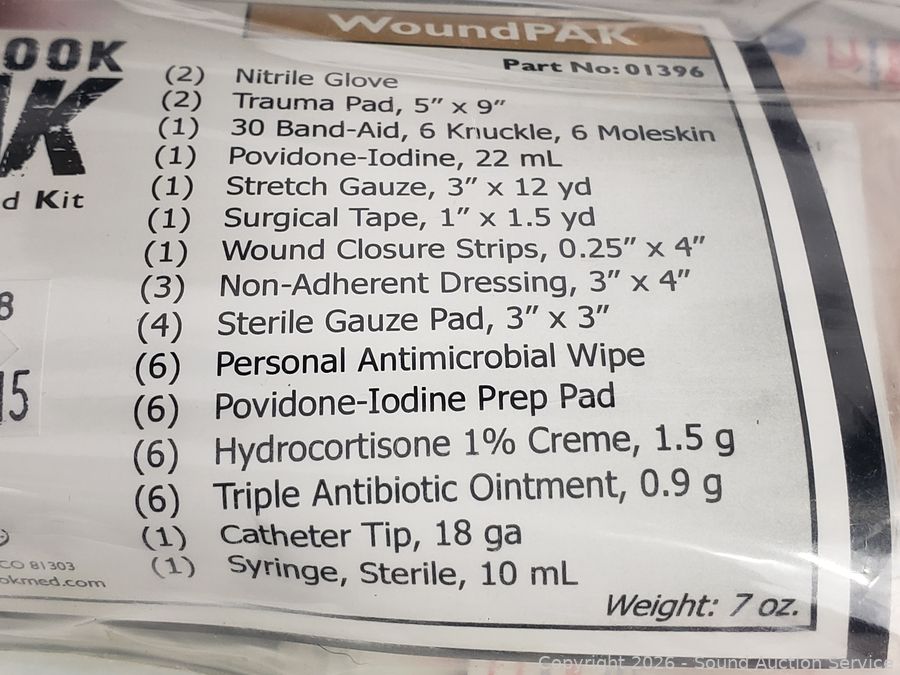 WoundPAK
Part No: 01396
OOK
AK
d Kit
(2) Nitrile Glove
(2) Trauma Pad, 5” x 9”
(1) 30 Band-Aid, 6 Knuckle, 6 Moleskin
(1) Povidone-Iodine, 22 mL
(1) Stretch Gauze, 3” x 12 yd
(1) Surgical Tape, 1” x 1.5 yd
(1) Wound Closure Strips, 0.25” x 4”
(3) Non-Adherent Dressing, 3” x 4”
(4) Sterile Gauze Pad, 3” x 3”
(6) Personal Antimicrobial Wipe
(6) Povidone-Iodine Prep Pad
(6) Hydrocortisone 1% Creme, 1.5 g
(6) Triple Antibiotic Ointment, 0.9 g
(1) Catheter Tip, 18 ga
(1) Syringe, Sterile, 10 mL
Weight: 7 oz.
8
15
CO 81303
okmed.com
Copyright 2026 - Sound Auction Service